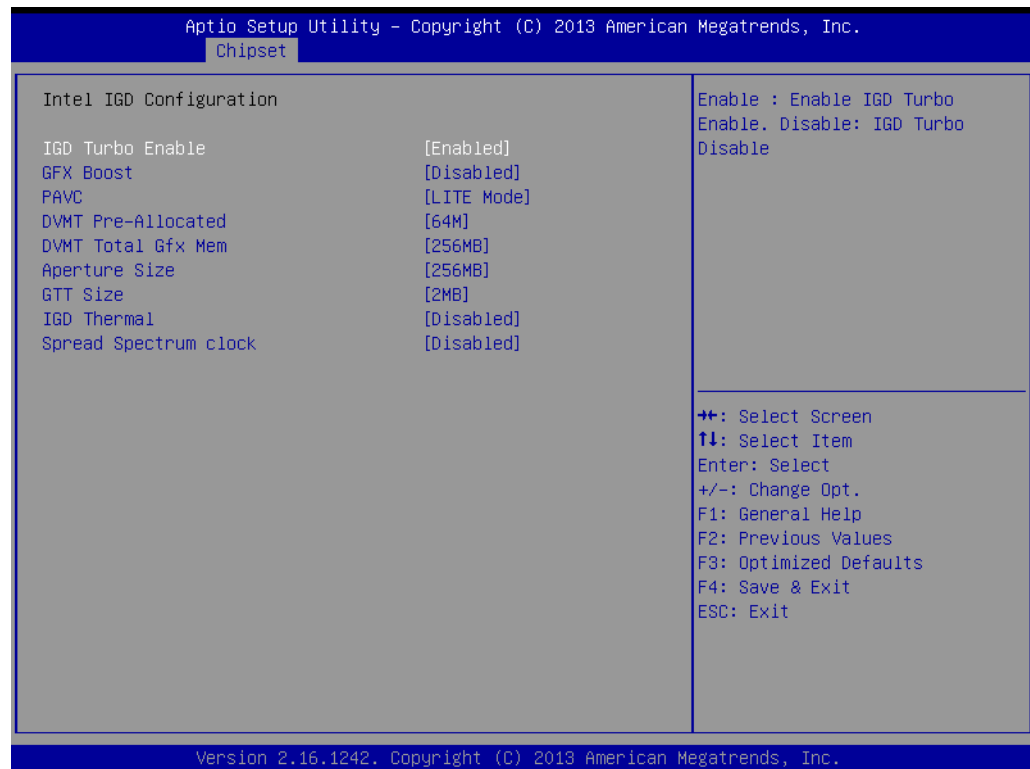 Aptio Setup Utility – Copyright (C) 2013 American Megatrends, Inc.
Chipset
Intel IGD Configuration
IGD Turbo Enable [Enabled]
GFX Boost [Disabled]
PAVC [LITE Mode]
DVMT Pre-Allocated [64M]
DVMT Total Gfx Mem [256MB]
Aperture Size [256MB]
GTT Size [2MB]
IGD Thermal [Disabled]
Spread Spectrum clock [Disabled]
Enable : Enable IGD Turbo
Enable. Disable: IGD Turbo
Disable
→←: Select Screen
↑↓: Select Item
Enter: Select
+/-: Change Opt.
F1: General Help
F2: Previous Values
F3: Optimized Defaults
F4: Save & Exit
ESC: Exit
Version 2.16.1242. Copyright (C) 2013 American Megatrends, Inc.